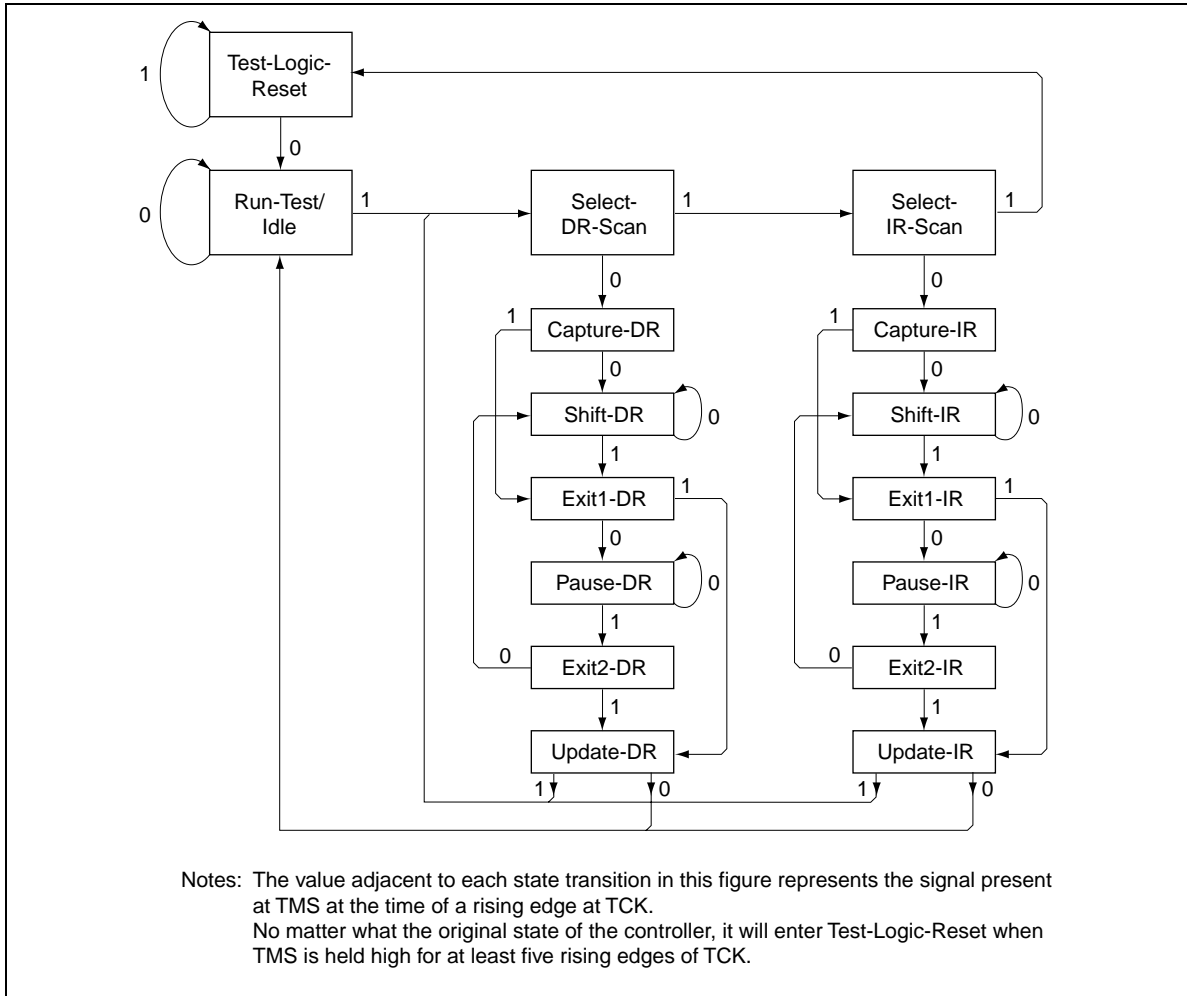 Test-Logic-
Reset
1
0
Run-Test/
Idle
0
1
Select-
DR-Scan
1
Select-
IR-Scan
1
0
0
1
Capture-DR
1
Capture-IR
0
0
Shift-DR
0
Shift-IR
0
1
1
Exit1-DR
1
Exit1-IR
1
0
0
Pause-DR
0
Pause-IR
0
1
1
0
Exit2-DR
0
Exit2-IR
1
1
Update-DR
Update-IR
1
0
1
0
Notes: The value adjacent to each state transition in this figure represents the signal present
at TMS at the time of a rising edge at TCK.
No matter what the original state of the controller, it will enter Test-Logic-Reset when
TMS is held high for at least five rising edges of TCK.